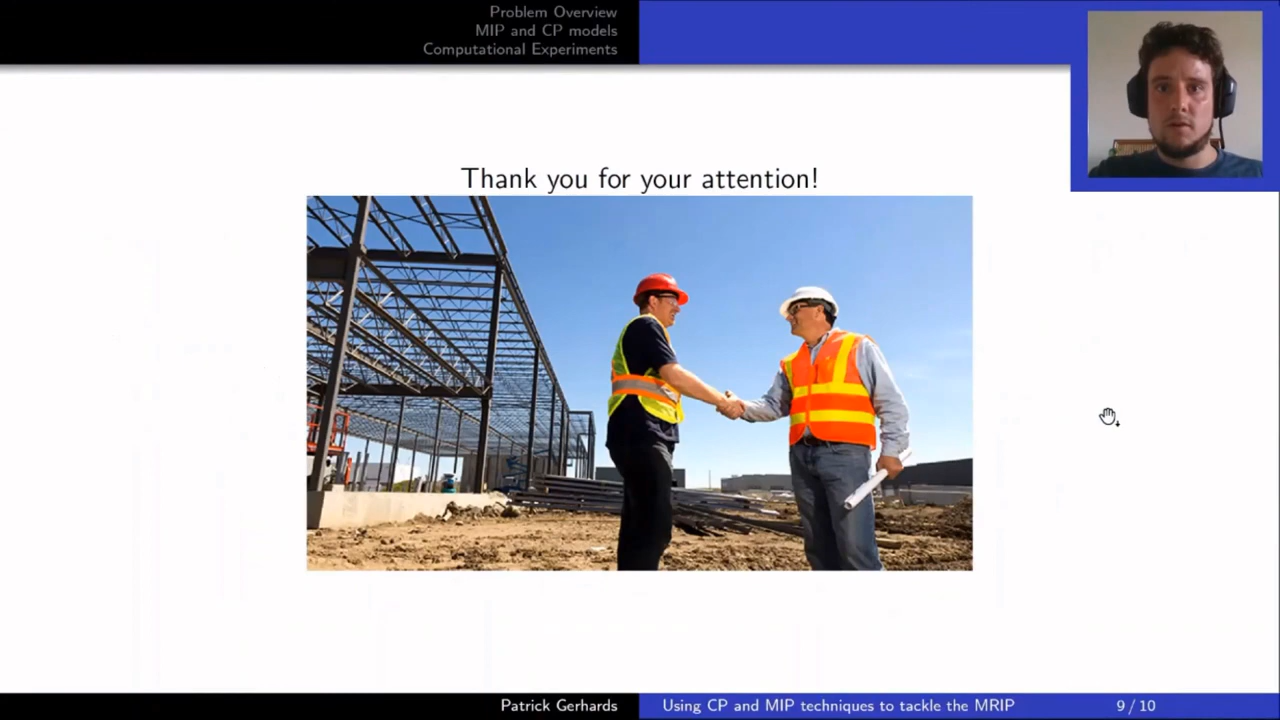 Problem Overview
MIP and CP models
Computational Experiments
Thank you for your attention!
Patrick Gerhards
Using CP and MIP techniques to tackle the MRIP
9 / 10